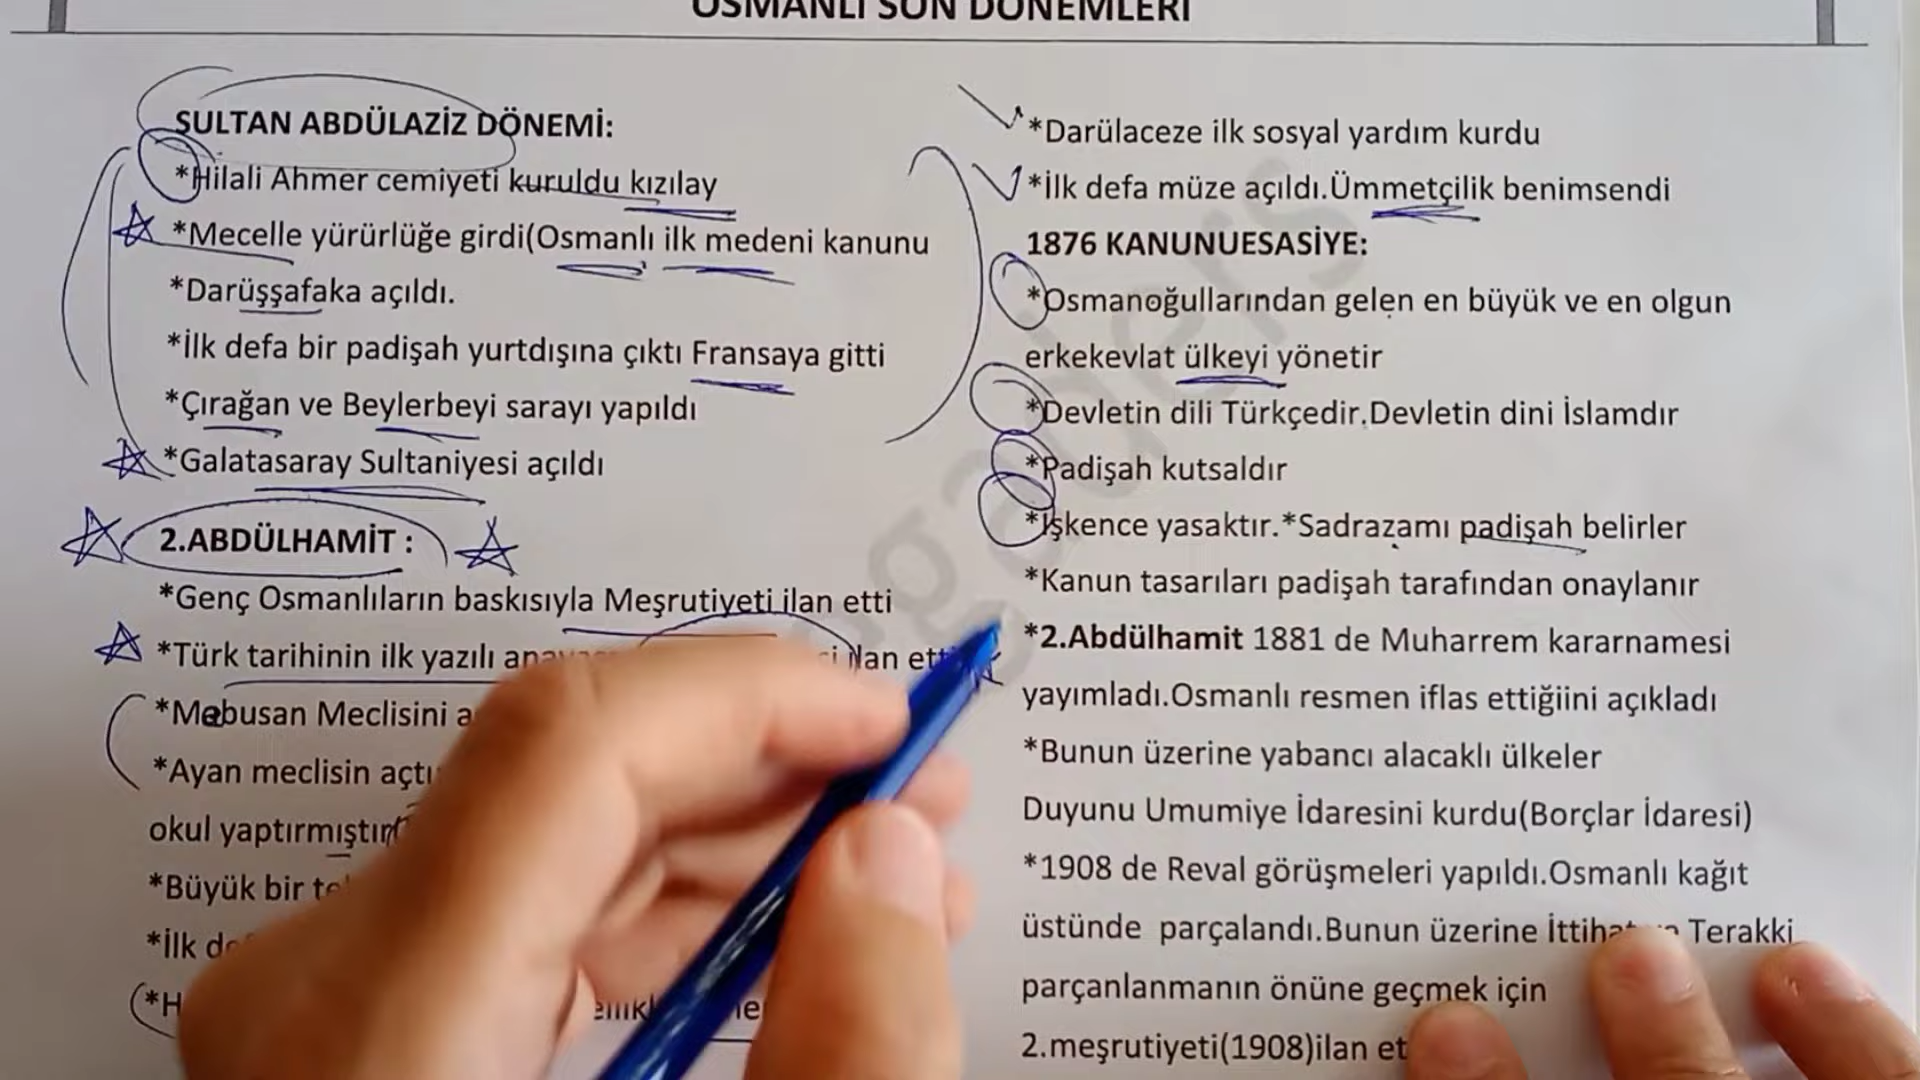 OSMANLI SON DÖNEMLERİ
SULTAN ABDÜLAZİZ DÖNEMİ:
*Hilali Ahmer cemiyeti kuruldu kızılay
*Mecelle yürürlüğe girdi(Osmanlı ilk medeni kanunu
*Darüşşafaka açıldı.
*İlk defa bir padişah yurtdışına çıktı Fransaya gitti
*Çırağan ve Beylerbeyi sarayı yapıldı
*Galatasaray Sultaniyesi açıldı
2.ABDÜLHAMİT :
*Genç Osmanlıların baskısıyla Meşrutiyeti ilan etti
*Türk tarihinin ilk yazılı ilan
*Mebusan Meclisini
*Ayan meclisin
okul yaptırmıştır
*Büyük bir
*İlk
*Darülaceze ilk sosyal yardım kurdu
*İlk defa müze açıldı.Ümmetçilik benimsendi
1876 KANUNUESASİYE:
*Osmanoğullarından gelen en büyük ve en olgun
erkekevlat ülkeyi yönetir
*Devletin dili Türkçedir.Devletin dini İslamdır
*Padişah kutsaldır
*İşkence yasaktır.*Sadrazamı padişah belirler
*Kanun tasarıları padişah tarafından onaylanır
*2.Abdülhamit 1881 de Muharrem kararnamesi
yayımladı.Osmanlı resmen iflas ettiğiini açıkladı
*Bunun üzerine yabancı alacaklı ülkeler
Duyunu Umumiye İdaresini kurdu(Borçlar İdaresi)
*1908 de Reval görüşmeleri yapıldı.Osmanlı kağıt
üstünde parçalandı.Bunun üzerine Terakki
parçanlanmanın önüne geçmek için
2.meşrutiyeti(1908)ilan